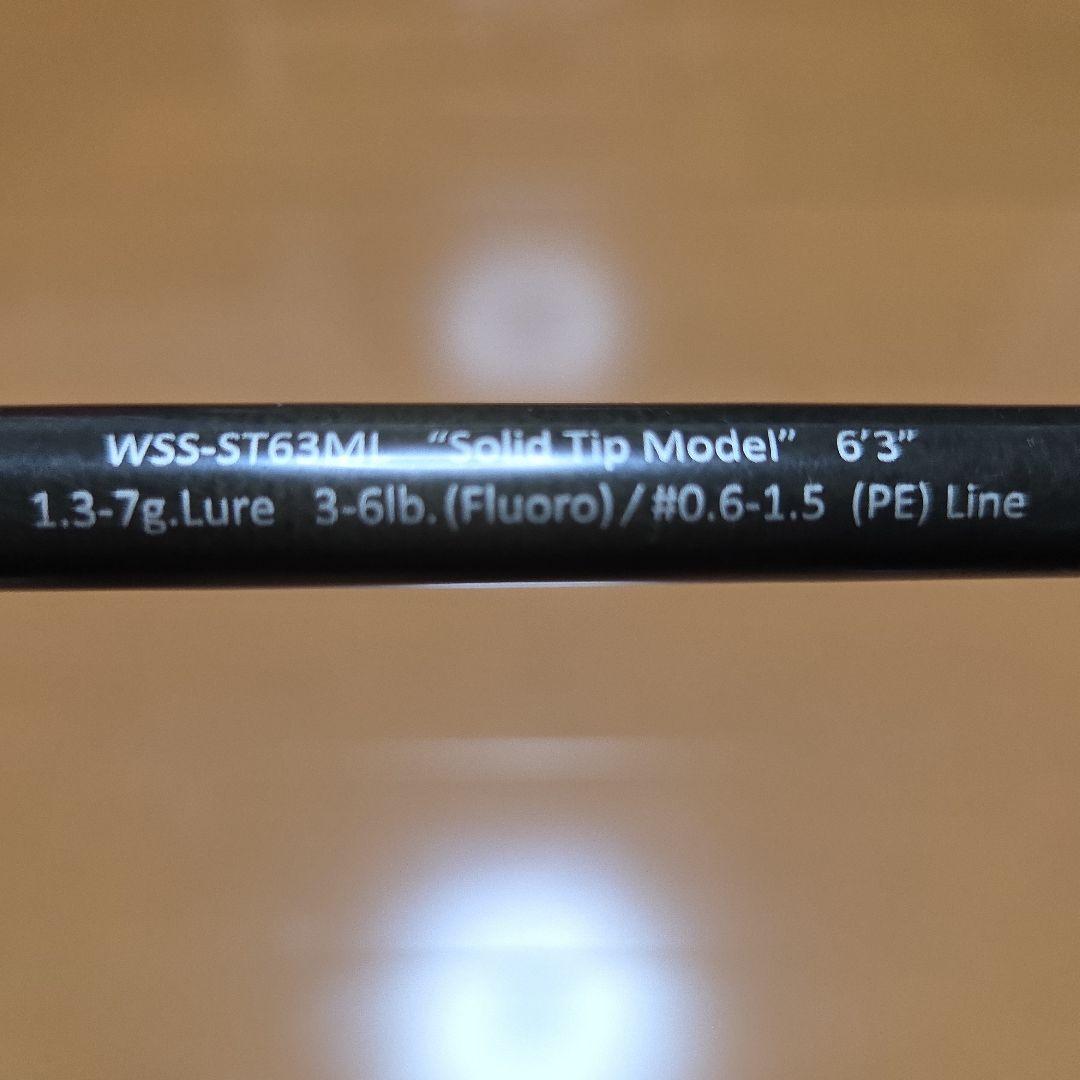 WSS-ST63ML “Solid Tip Model” 6’3”
1.3-7g.Lure 3-6lb.(Fluoro)/#0.6-1.5 (PE) Line